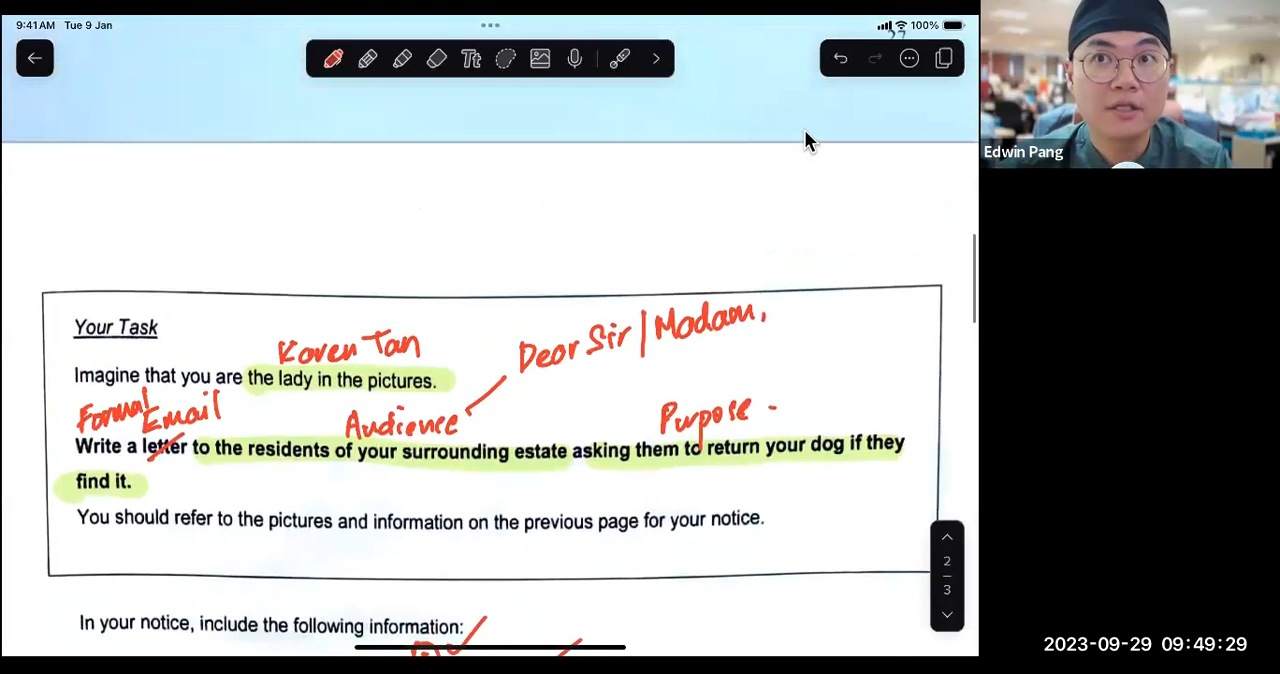 9:41 AM Tue 9 Jan
100%
27
Tt
Edwin Pang
Your Task
Karen Tan
Dear Sir / Madam,
Imagine that you are the lady in the pictures.
Formal Email
Audience
Purpose
Write a letter to the residents of your surrounding estate asking them to return your dog if they
find it.
You should refer to the pictures and information on the previous page for your notice.
2
3
In your notice, include the following information:
2023-09-29 09:49:29